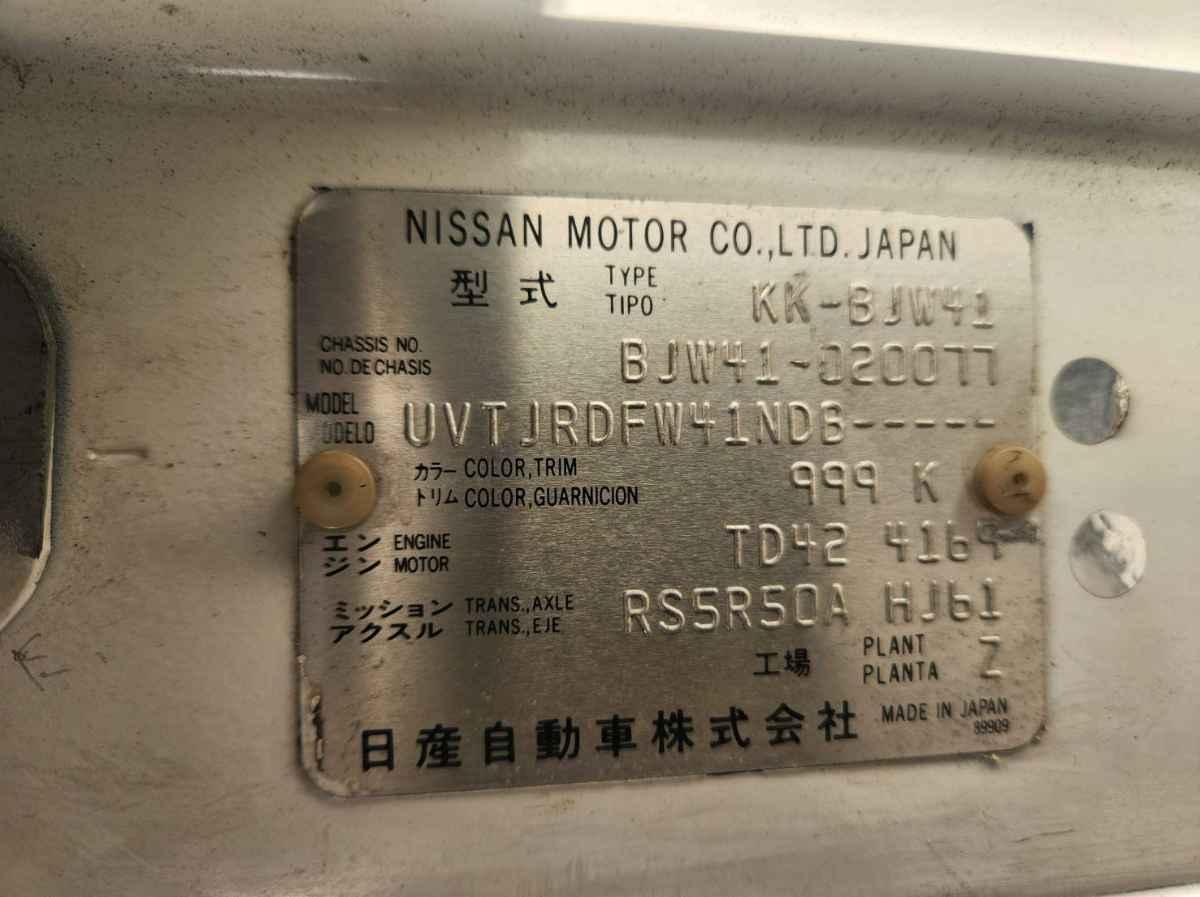 NISSAN MOTOR CO.,LTD. JAPAN
型式 TYPE TIPO KK-BJW41
CHASSIS NO. BJW41-020077
NO. DE CHASIS
MODEL UVTJRDFW41NDB-----
ODELO
カラー COLOR, TRIM 999 K
トリム COLOR, GUARNICION
エン ENGINE TD42 4169
ジン MOTOR
ミッション TRANS., AXLE RS5R50A HJ61
アクスル TRANS., EJE
工場 PLANT PLANTA Z
日産自動車株式会社 MADE IN JAPAN
89909